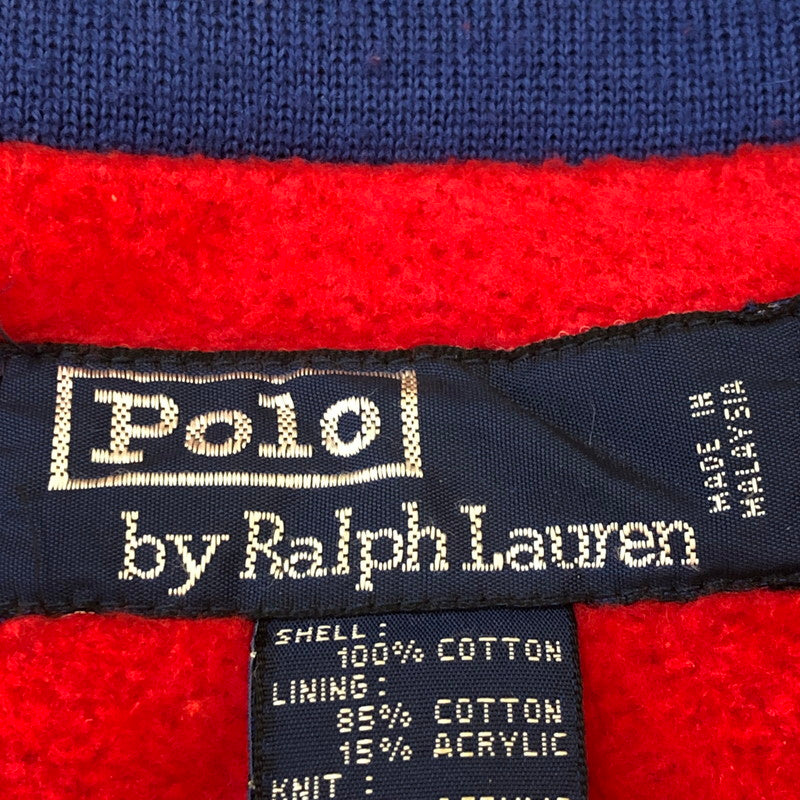 Polo
by Ralph Lauren
MADE IN
MALAYSIA
SHELL:
100% COTTON
LINING:
85% COTTON
15% ACRYLIC
KNIT: